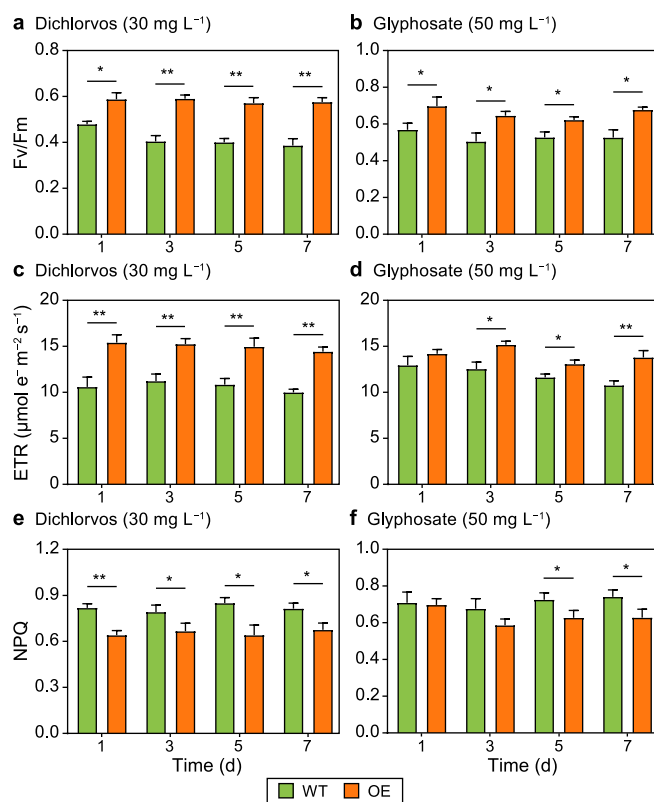 a Dichlorvos (30 mg L⁻¹)
b Glyphosate (50 mg L⁻¹)
Fv/Fm
0.8
0.6
0.4
0.2
0.0
* ** ** **
1 3 5 7
1.0
0.8
0.6
0.4
0.2
0.0
* * * *
1 3 5 7
c Dichlorvos (30 mg L⁻¹)
d Glyphosate (50 mg L⁻¹)
ETR (μmol e⁻ m⁻² s⁻¹)
20
15
10
5
0
** ** ** **
1 3 5 7
20
15
10
5
0
* * **
1 3 5 7
e Dichlorvos (30 mg L⁻¹)
f Glyphosate (50 mg L⁻¹)
NPQ
1.2
0.9
0.6
0.3
0.0
** * * *
1 3 5 7
Time (d)
1.0
0.8
0.6
0.4
0.2
0.0
* *
1 3 5 7
Time (d)
WT OE